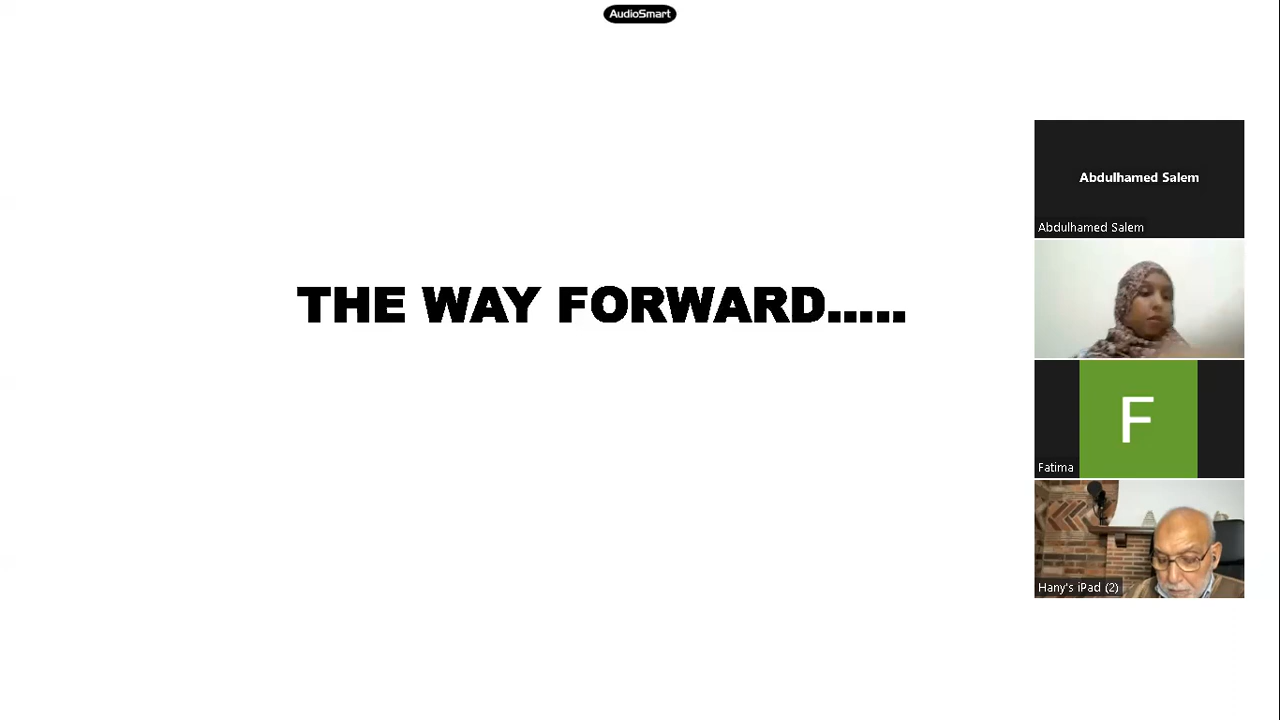 AudioSmart
Abdulhamed Salem
Abdulhamed Salem
THE WAY FORWARD.....
F
Fatima
Hany's iPad (2)